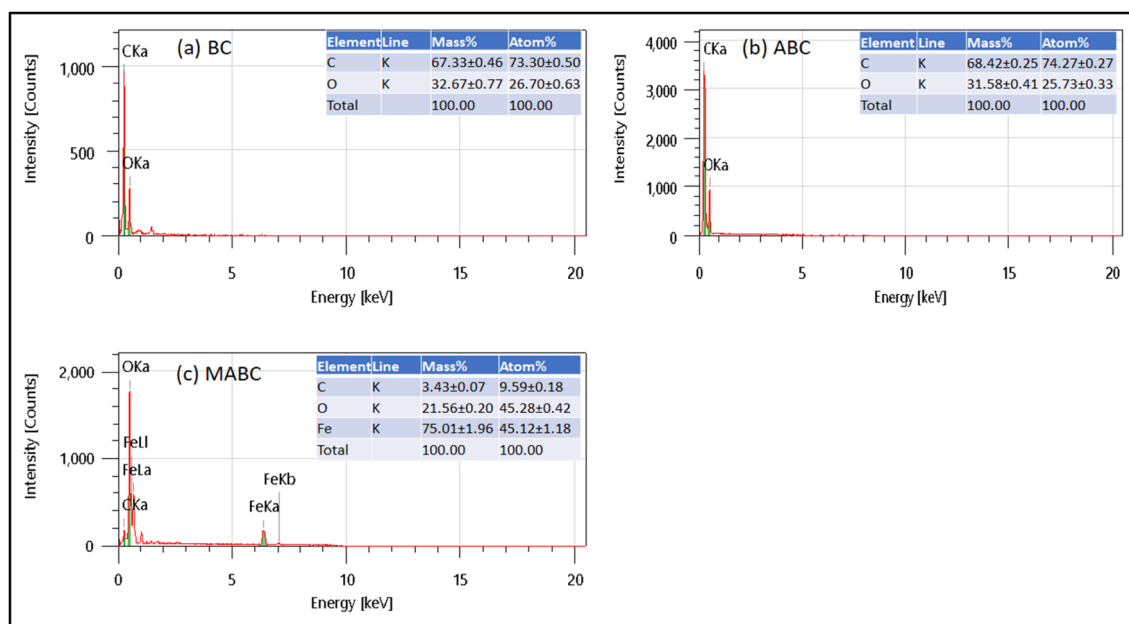 (a) BC
CKa
OKa
Element Line Mass% Atom%
C K 67.33±0.46 73.30±0.50
O K 32.67±0.77 26.70±0.63
Total 100.00 100.00
Intensity [Counts]
1,000
500
0
0 5 10 15 20
Energy [keV]
(b) ABC
CKa
OKa
Element Line Mass% Atom%
C K 68.42±0.25 74.27±0.27
O K 31.58±0.41 25.73±0.33
Total 100.00 100.00
Intensity [Counts]
4,000
3,000
2,000
1,000
0
0 5 10 15 20
Energy [keV]
(c) MABC
OKa
FeLl
FeLa
CKa
FeKb
FeKa
Element Line Mass% Atom%
C K 3.43±0.07 9.59±0.18
O K 21.56±0.20 45.28±0.42
Fe K 75.01±1.96 45.12±1.18
Total 100.00 100.00
Intensity [Counts]
2,000
1,000
0
0 5 10 15 20
Energy [keV]